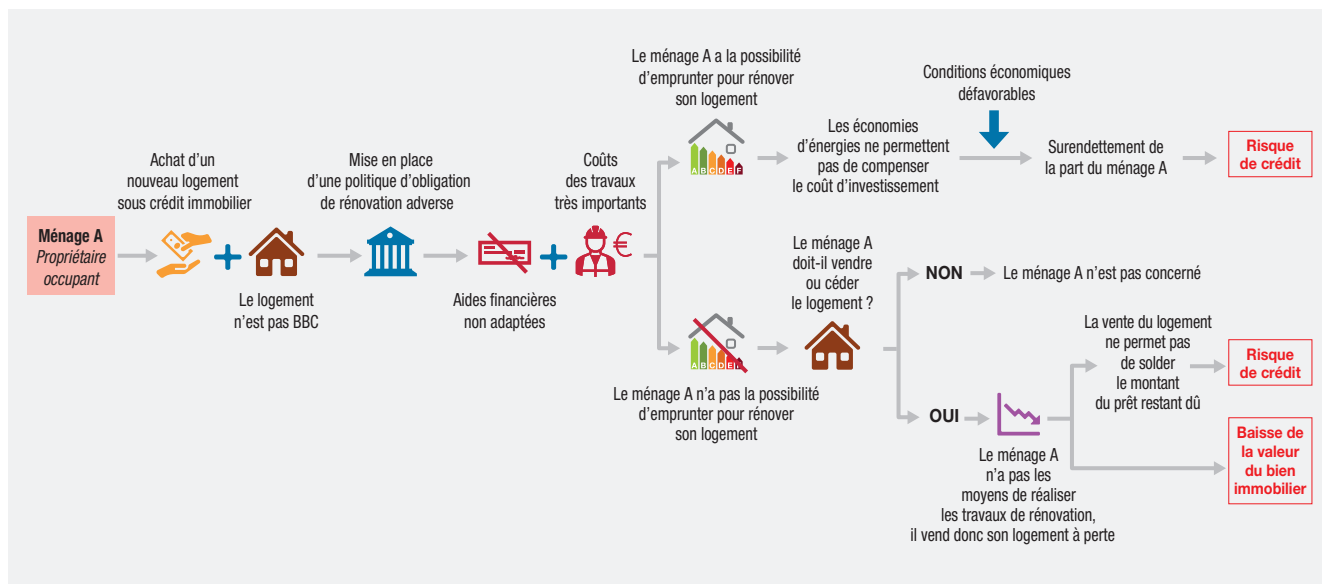 Ménage A
Propriétaire
occupant
Achat d'un
nouveau logement
sous crédit immobilier
Le logement
n'est pas BBC
Mise en place
d'une politique d'obligation
de rénovation adverse
Aides financières
non adaptées
Coûts
des travaux
très importants
€
Le ménage A a la possibilité
d'emprunter pour rénover
son logement
A B C D E F
Les économies
d'énergies ne permettent
pas de compenser
le coût d'investissement
Conditions économiques
défavorables
Surendettement de
la part du ménage A
Risque
de crédit
A B C D E
Le ménage A n'a pas la possibilité
d'emprunter pour rénover
son logement
Le ménage A
doit-il vendre
ou céder
le logement ?
NON
Le ménage A n'est pas concerné
OUI
Le ménage A
n'a pas les
moyens de réaliser
les travaux de rénovation,
il vend donc son logement à perte
La vente du logement
ne permet pas
de solder
le montant
du prêt restant dû
Risque
de crédit
Baisse de
la valeur
du bien
immobilier